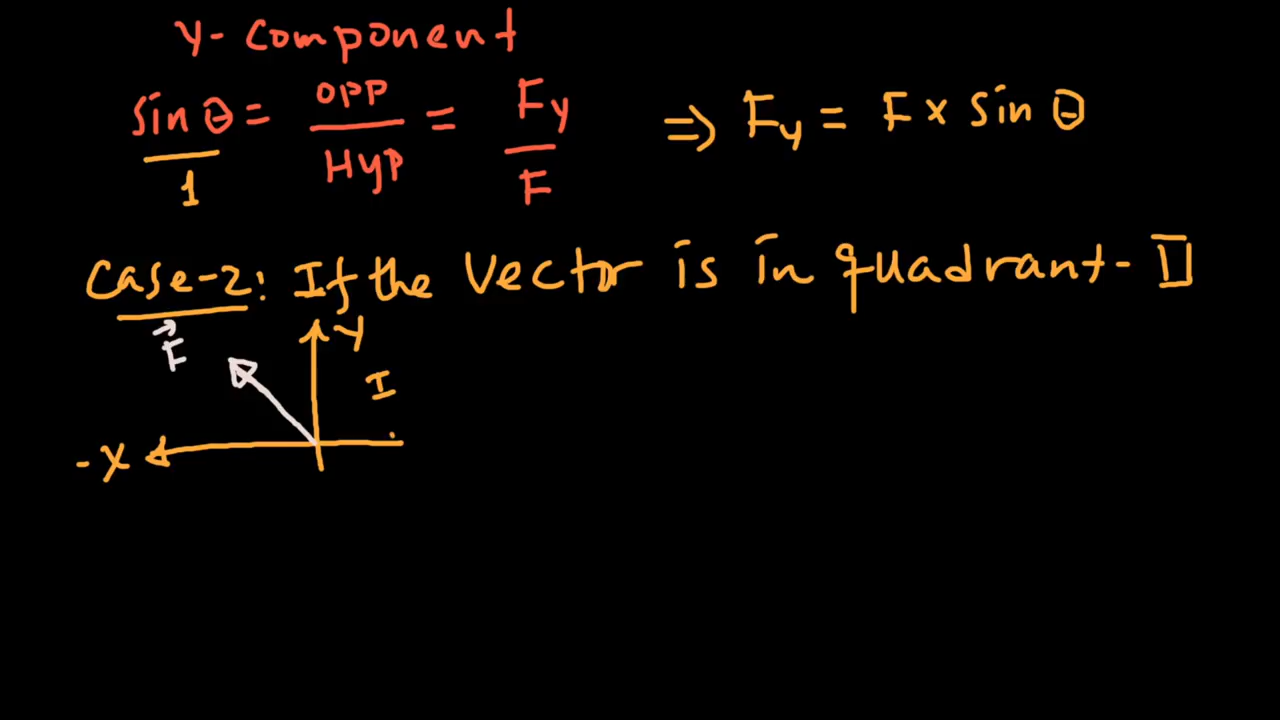 Y- component
sin θ = OPP / HYP = Fy / F ⇒ Fy = F × sin θ
1
Case-2: If the vector is in quadrant- II
F⃗
Y
I
-X